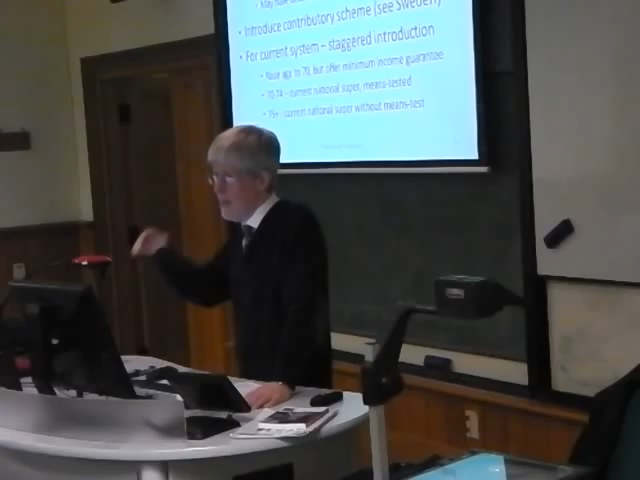 • Introduce contributory scheme (see Sweden)
• For current system – staggered introduction
• Raise age to 70, but offer minimum income guarantee
• 70-74 – current national super, means-tested
• 75+ - current national super without means-test